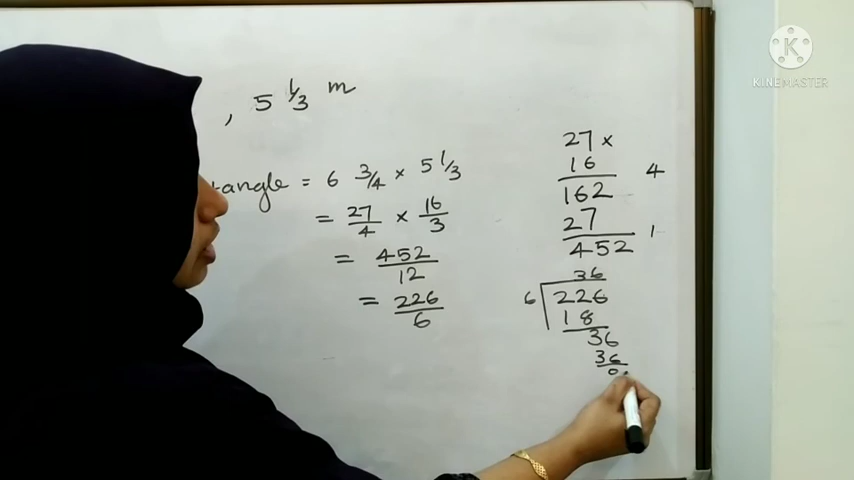 , 5 1/3 m
tangle = 6 3/4 × 5 1/3
= 27/4 × 16/3
= 452/12
= 226/6
27 ×
16 4
162
27
452 1
36
6 226
18
36
36
0
K
KINEMASTER